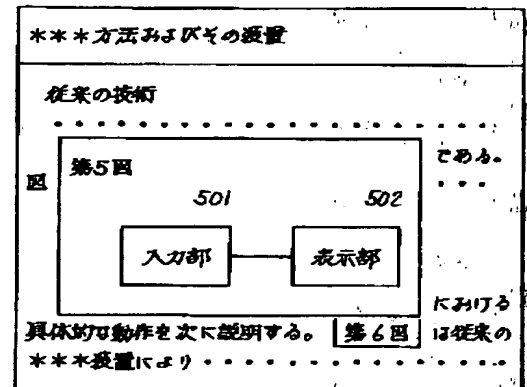 ***方法およびその装置
従来の技術
・・・・・・・・・・・・・・・・
である。
図
・・・
第5図
501 502
入力部 表示部
における
具体的な動作を次に説明する。 第6図 は従来の
***装置により・・・・・・・・・・・